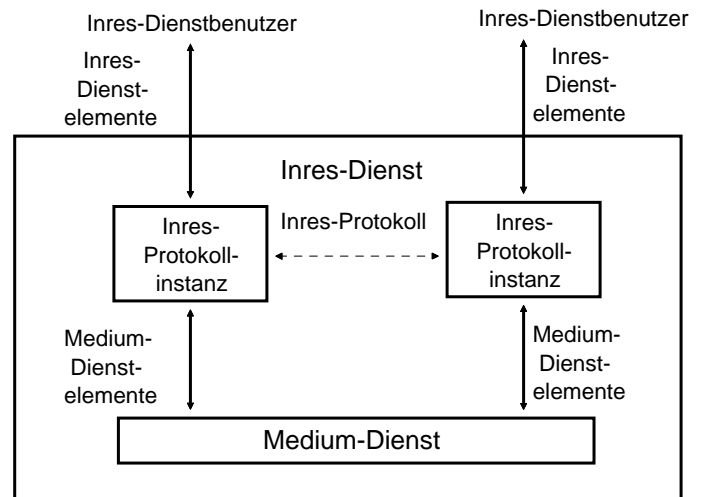 Inres-Dienstbenutzer
Inres-Dienstbenutzer
Inres-
Dienst-
elemente
Inres-
Dienst-
elemente
Inres-Dienst
Inres-
Protokoll-
instanz
Inres-Protokoll
Inres-
Protokoll-
instanz
Medium-
Dienst-
elemente
Medium-
Dienst-
elemente
Medium-Dienst